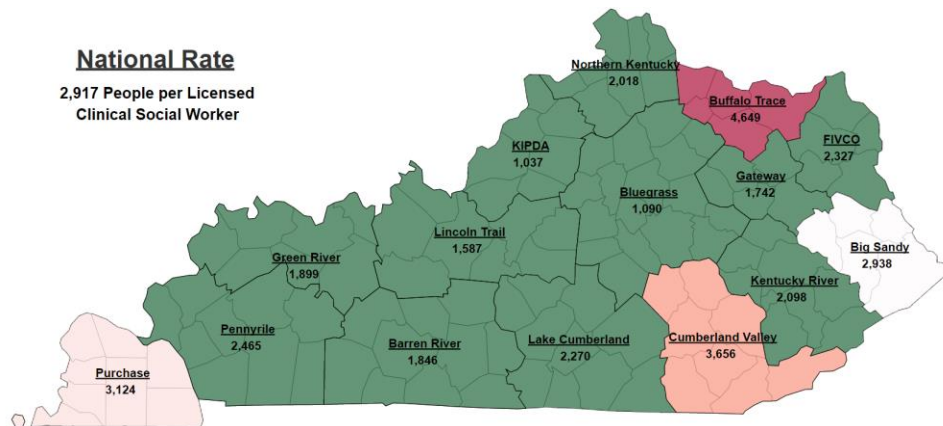 National Rate
2,917 People per Licensed
Clinical Social Worker
Northern Kentucky
2,018
Buffalo Trace
4,649
FIVCO
2,327
KIPDA
1,037
Gateway
1,742
Bluegrass
1,090
Lincoln Trail
1,587
Big Sandy
2,938
Green River
1,899
Kentucky River
2,098
Pennyrile
2,465
Barren River
1,846
Lake Cumberland
2,270
Cumberland Valley
3,656
Purchase
3,124